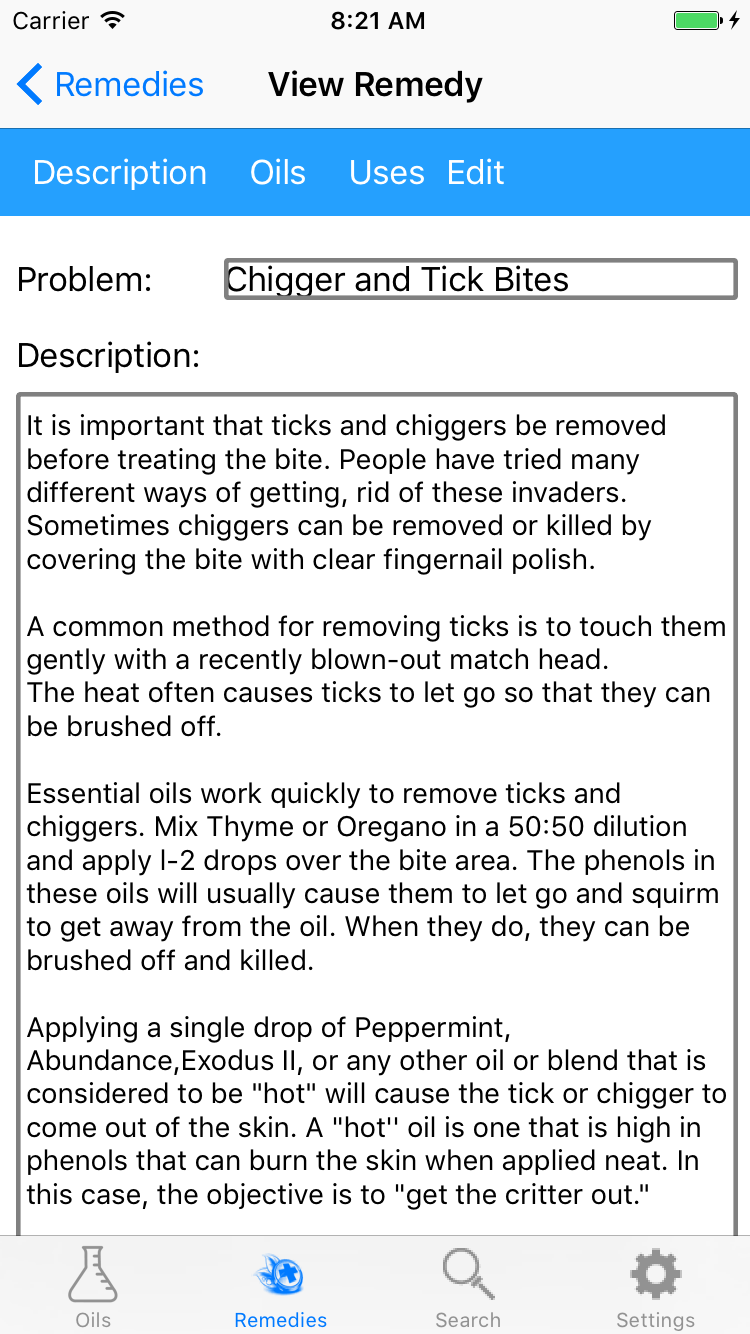 Carrier 8:21 AM
Remedies View Remedy
Description Oils Uses Edit
Problem: Chigger and Tick Bites
Description:
It is important that ticks and chiggers be removed
before treating the bite. People have tried many
different ways of getting, rid of these invaders.
Sometimes chiggers can be removed or killed by
covering the bite with clear fingernail polish.
A common method for removing ticks is to touch them
gently with a recently blown-out match head.
The heat often causes ticks to let go so that they can
be brushed off.
Essential oils work quickly to remove ticks and
chiggers. Mix Thyme or Oregano in a 50:50 dilution
and apply l-2 drops over the bite area. The phenols in
these oils will usually cause them to let go and squirm
to get away from the oil. When they do, they can be
brushed off and killed.
Applying a single drop of Peppermint,
Abundance,Exodus II, or any other oil or blend that is
considered to be "hot" will cause the tick or chigger to
come out of the skin. A "hot'' oil is one that is high in
phenols that can burn the skin when applied neat. In
this case, the objective is to "get the critter out."
Oils Remedies Search Settings